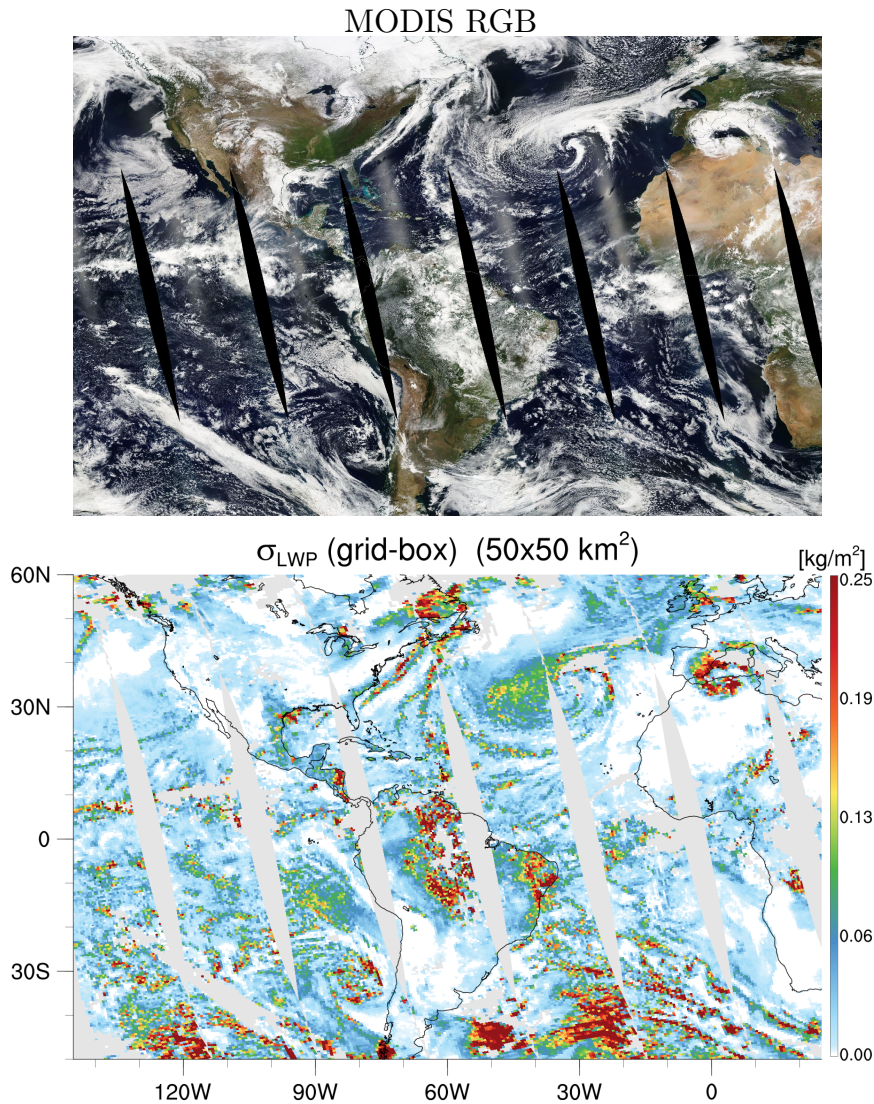 MODIS RGB
σLWP (grid-box) (50x50 km²)
[kg/m²]
60N
30N
0
30S
0.25
0.19
0.13
0.06
0.00
120W
90W
60W
30W
0